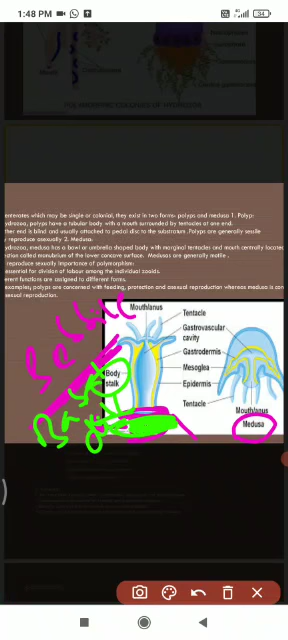 1:48 PM
34
enterates which may be single or colonial, they exist in two forms- polyps and medusa 1. Polyp:
ydrozoa, polyps have a tubular body with a mouth surrounded by tentacles at one end.
ther end is blind and usually attached to pedal disc to the substratum .Polyps are generally sessile
reproduce asexually 2. Medusa:
ydrozoa, medusa has a bowl or umbrella shaped body with marginal tentacles and mouth centrally locates
called manubrium of the lower concave surface. Medusas are generally motile .
reproduce sexually importance of polymorphism:
essential for division of labour among the individual zooids.
erent functions are assigned to different forms.
examples; polyps are concerned with feeding, protection and asexual reproduction whereas medusa is con
sexual reproduction.
Mouth/anus
Tentacle
Gastrovascular
cavity
Gastrodermis
Mesoglea
Body
stalk
Epidermis
Tentacle
Mouth/anus
Medusa